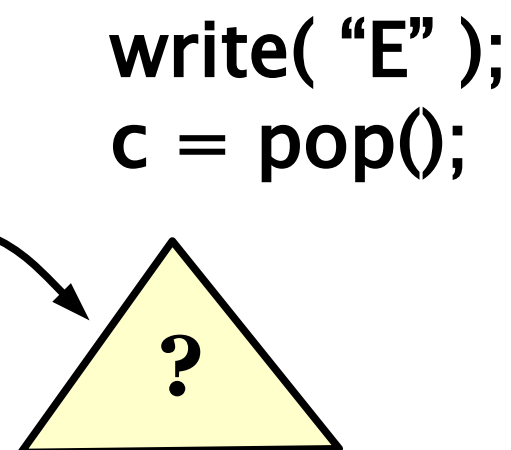 write( “E” );
c = pop();
?